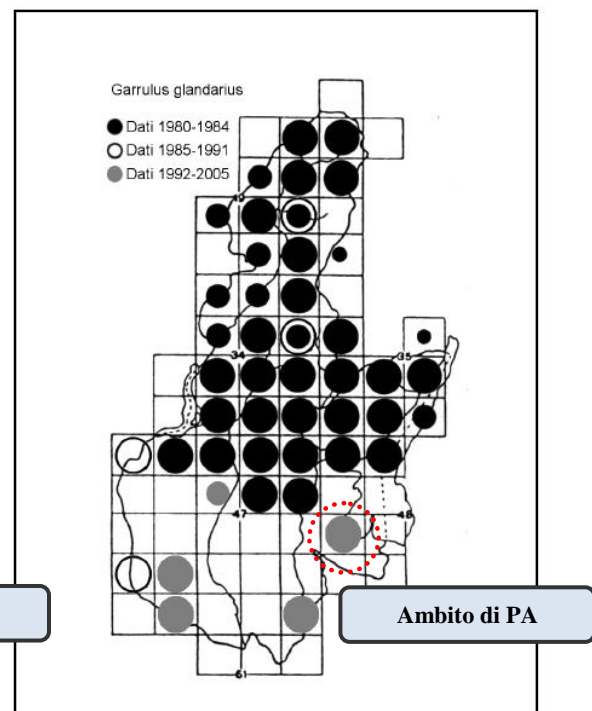 Garrulus glandarius
Dati 1980-1984
Dati 1985-1991
Dati 1992-2005
34
35
47
48
Ambito di PA
61